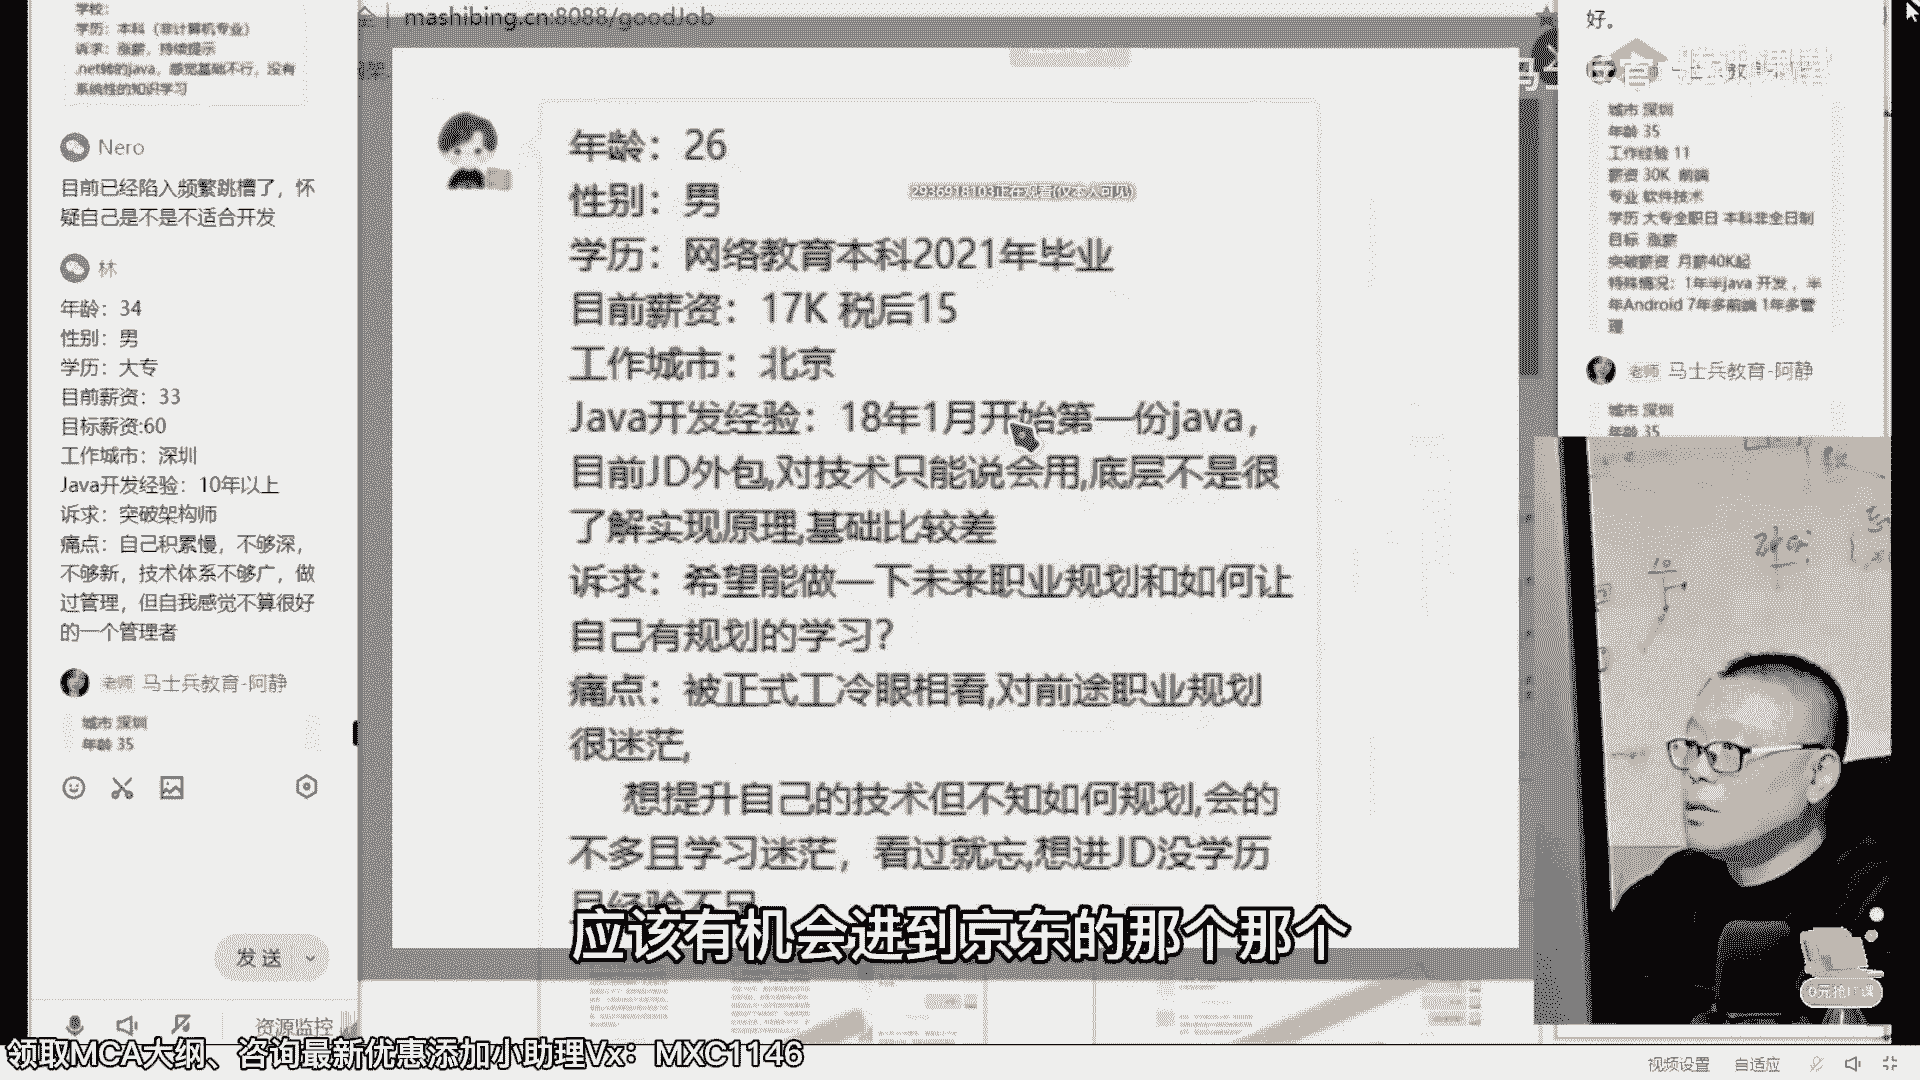 学校：
学历：本科（非计算机专业）
诉求：涨薪，持续提示
.net转的java，感觉基础不行，没有
系统性的知识学习
Nero
目前已经陷入频繁跳槽了，怀
疑自己是不是不适合开发
林
年龄：34
性别：男
学历：大专
目前薪资：33
目标薪资:60
工作城市：深圳
Java开发经验：10年以上
诉求：突破架构师
痛点：自己积累慢，不够深，
不够新，技术体系不够广，做
过管理，但自我感觉不算很好
的一个管理者
老师 马士兵教育-阿静
城市 深圳
年龄 35
发送
资源监控
mashibing.cn:8088/goodJob
年龄：26
性别：男
2936918103正在观看(仅本人可见)
学历：网络教育本科2021年毕业
目前薪资：17K 税后15
工作城市：北京
Java开发经验：18年1月开始第一份java，
目前JD外包,对技术只能说会用,底层不是很
了解实现原理,基础比较差
诉求：希望能做一下未来职业规划和如何让
自己有规划的学习？
痛点：被正式工冷眼相看,对前途职业规划
很迷茫,
想提升自己的技术但不知如何规划,会的
不多且学习迷茫，看过就忘,想进JD没学历
且经验不足
应该有机会进到京东的那个那个
好。
城市 深圳
年龄 35
工作经验 11
薪资 30K 前端
专业 软件技术
学历 大专全职日 本科非全日制
目标 涨薪
突破薪资 月薪40K起
特殊情况：1年半java 开发 ，半
年Android 7年多前端 1年多管
理
老师 马士兵教育-阿静
城市 深圳
年龄 35
领取MCA大纲、咨询最新优惠添加小助理Vx：MXC1146
视频设置 自适应